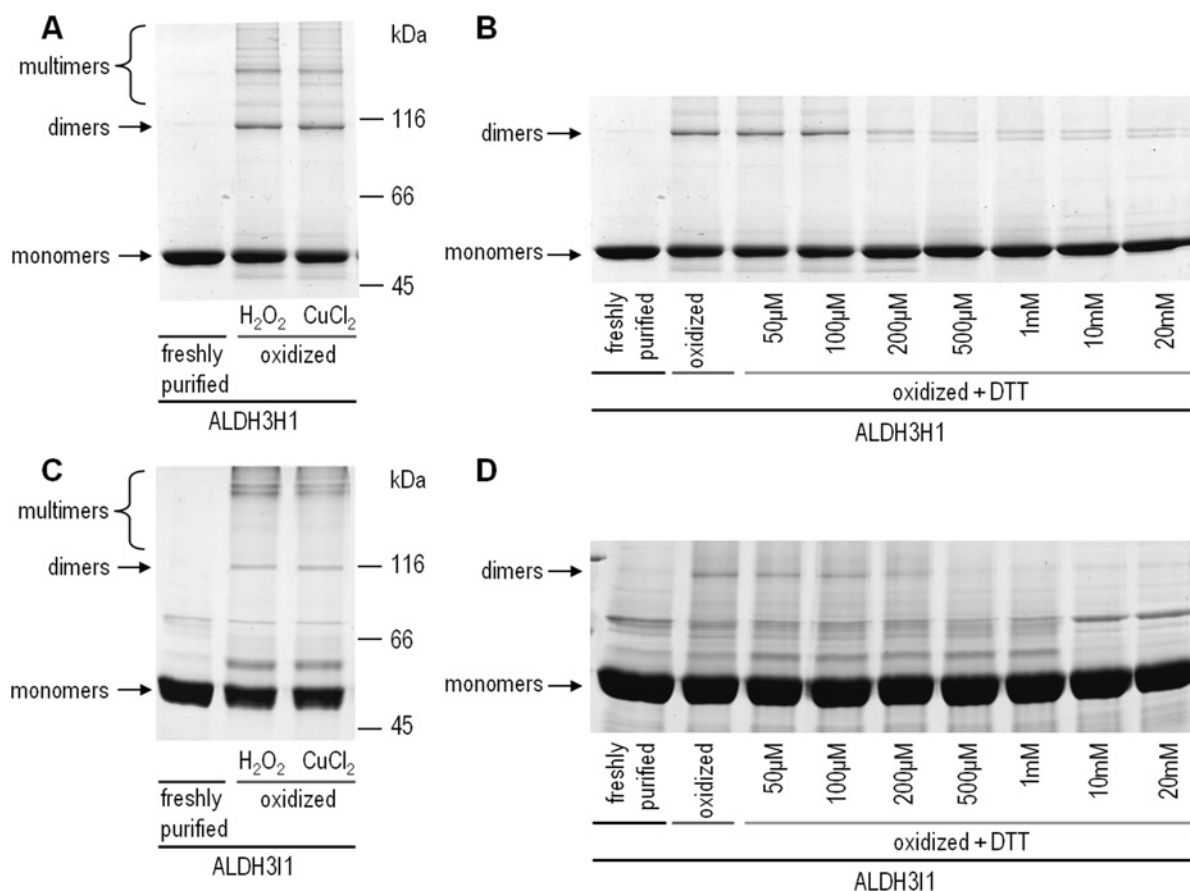 A
kDa
multimers
dimers
116
66
monomers
45
H₂O₂ CuCl₂
freshly purified
oxidized
ALDH3H1
B
dimers
monomers
freshly purified
oxidized
50µM
100µM
200µM
500µM
1mM
10mM
20mM
oxidized + DTT
ALDH3H1
C
kDa
multimers
dimers
116
66
monomers
45
H₂O₂ CuCl₂
freshly purified
oxidized
ALDH3I1
D
dimers
monomers
freshly purified
oxidized
50µM
100µM
200µM
500µM
1mM
10mM
20mM
oxidized + DTT
ALDH3I1